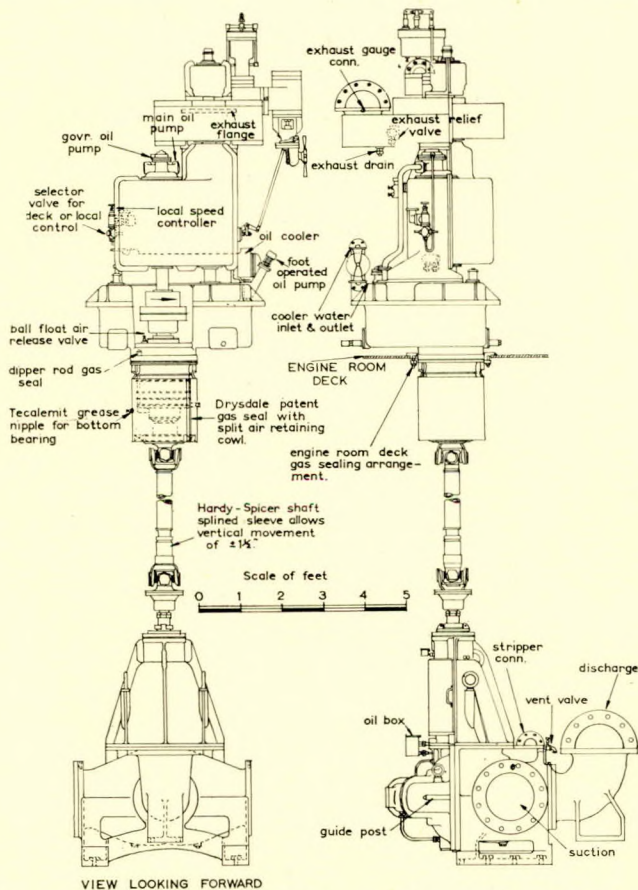 exhaust gauge
conn.
main oil
pump
exhaust
flange
exhaust relief
valve
govr. oil
pump
exhaust drain
selector
valve for
deck or local
control
local speed
controller
oil cooler
foot
operated
oil pump
cooler water
inlet & outlet
ball float air
release valve
ENGINE ROOM
DECK
dipper rod gas
seal
Tecalemit grease
nipple for bottom
bearing
Drysdale patent
gas seal with
split air retaining
cowl.
engine room deck
gas sealing arrange-
ment.
Hardy-Spicer shaft
splined sleeve allows
vertical movement
of ±1½".
Scale of feet
0 1 2 3 4 5
stripper
conn.
discharge
vent valve
oil box
guide post
suction
VIEW LOOKING FORWARD